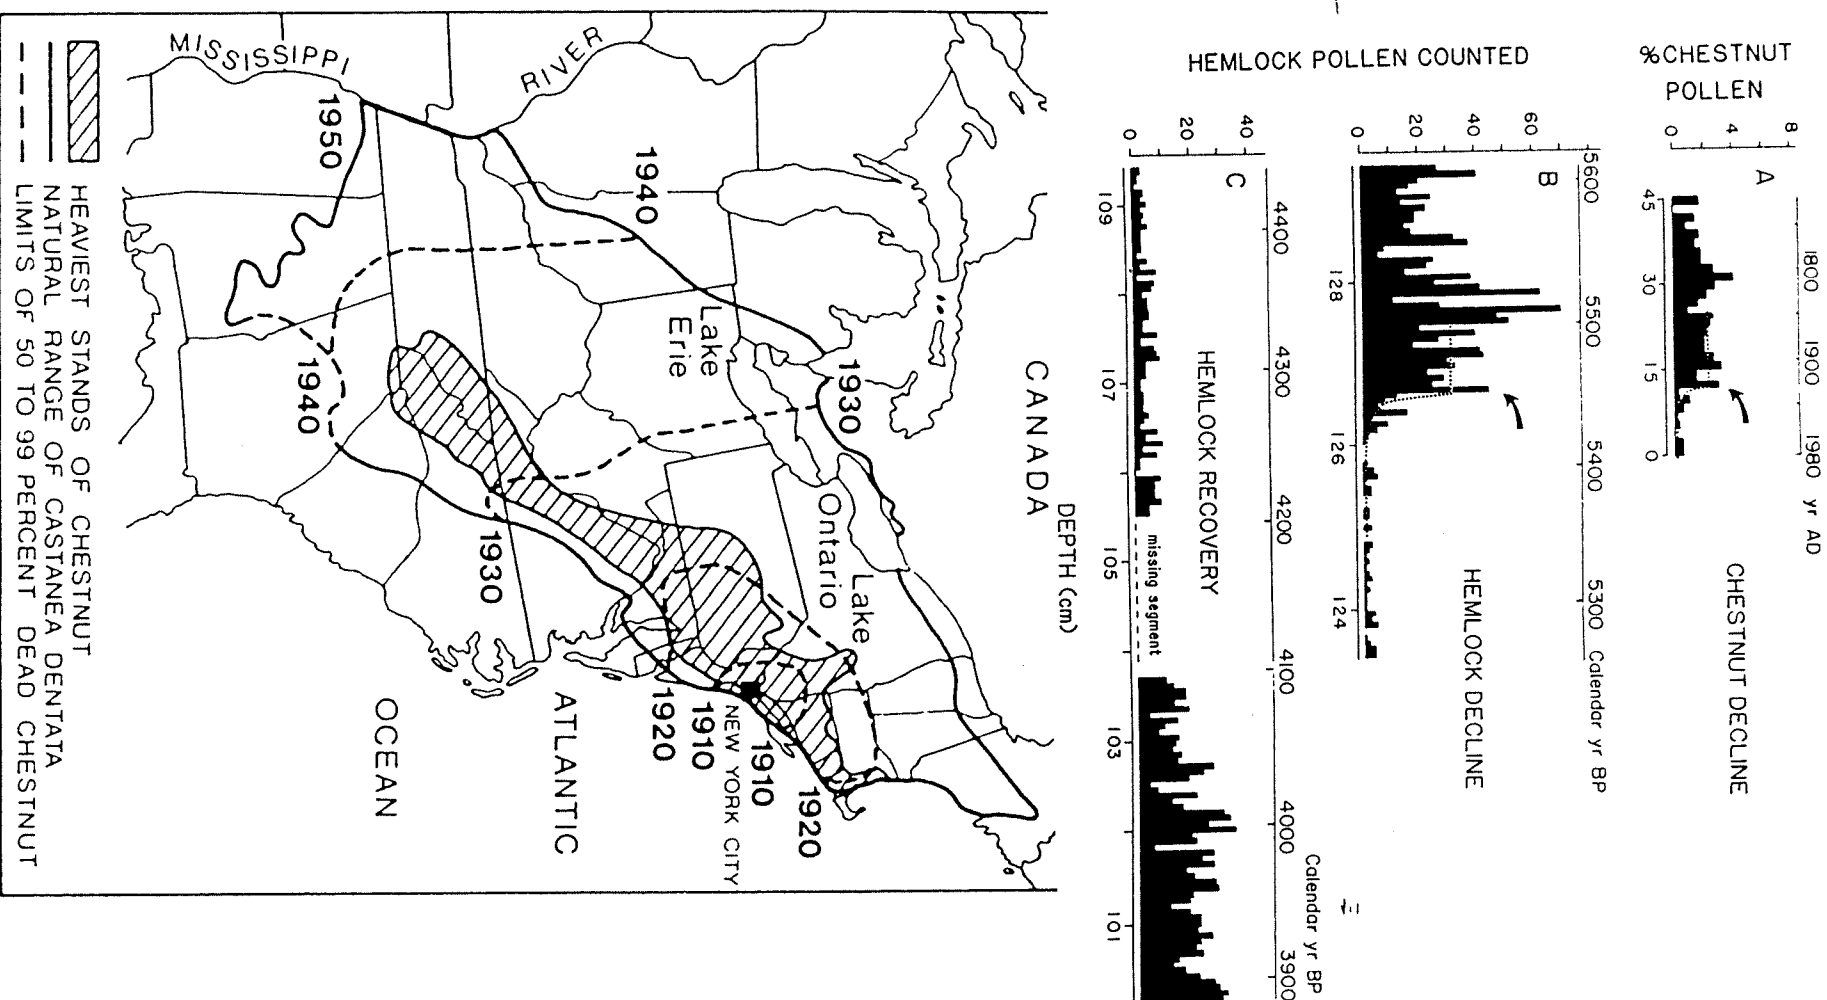 % CHESTNUT
POLLEN
8
4
0
A
1800
1900
1980 yr AD
45
30
15
0
CHESTNUT DECLINE
HEMLOCK POLLEN COUNTED
60
40
20
0
B
5600
5500
5400
5300 Calendar yr BP
128
126
124
HEMLOCK DECLINE
40
20
0
C
4400
4300
4200
4100
4000
3900
Calendar yr BP
HEMLOCK RECOVERY
missing segment
109
107
105
103
101
DEPTH (cm)
CANADA
MISSISSIPPI
RIVER
1940
1930
Lake
Erie
Lake
Ontario
1950
1940
1930
1920
1910
NEW YORK CITY
1910
1920
ATLANTIC
OCEAN
HEAVIEST STANDS OF CHESTNUT
NATURAL RANGE OF CASTANEA DENTATA
LIMITS OF 50 TO 99 PERCENT DEAD CHESTNUT